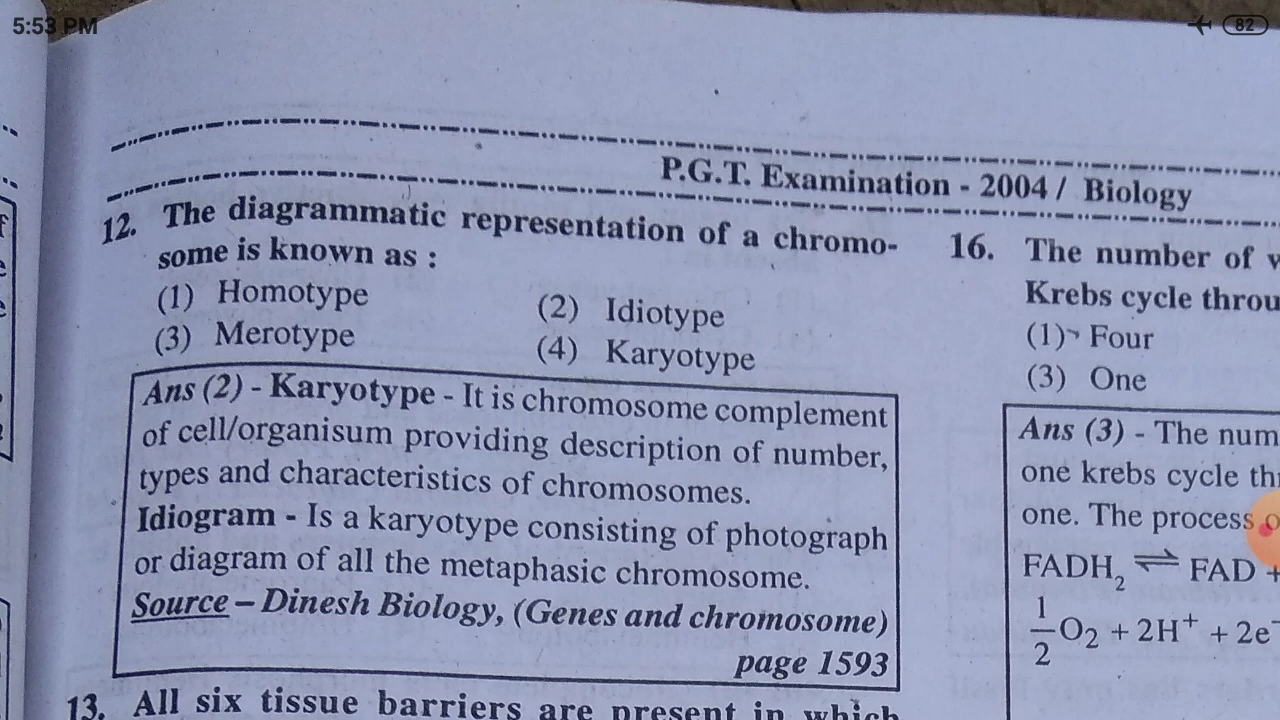 5:53 PM
82
P.G.T. Examination - 2004 / Biology
12. The diagrammatic representation of a chromo-
some is known as :
(1) Homotype
(2) Idiotype
(3) Merotype
(4) Karyotype
Ans (2) - Karyotype - It is chromosome complement
of cell/organisum providing description of number,
types and characteristics of chromosomes.
Idiogram - Is a karyotype consisting of photograph
or diagram of all the metaphasic chromosome.
Source – Dinesh Biology, (Genes and chromosome)
page 1593
13. All six tissue barriers are present in which
16. The number of
Krebs cycle
(1) Four
(3) One
Ans (3) - The
one krebs cycle
one. The process
FADH₂ ⇌ FAD +
1/2 O₂ + 2H⁺ + 2e⁻